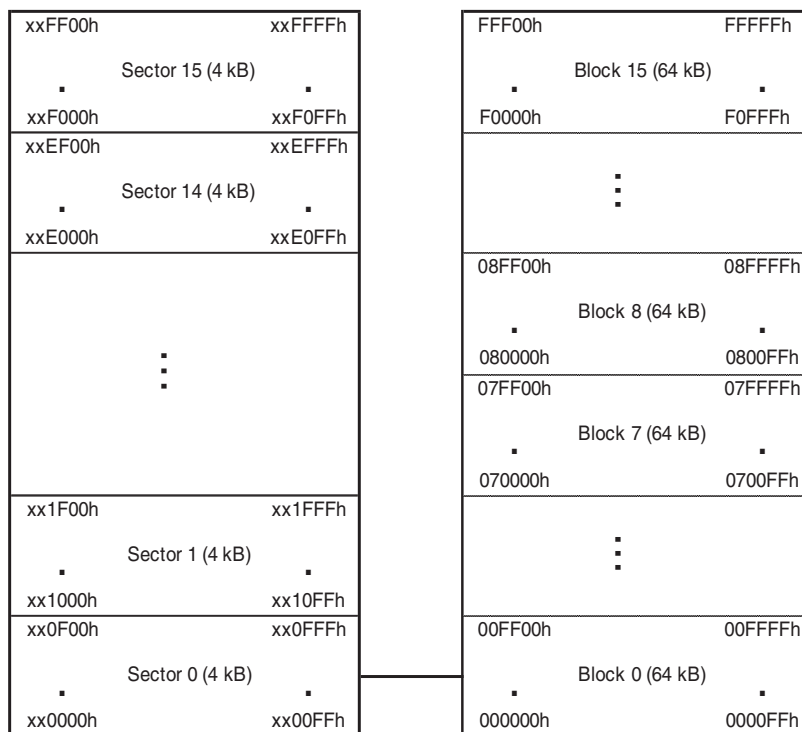 xxFF00h xxFFFFh
Sector 15 (4 kB)
xxF000h xxF0FFh
xxEF00h xxEFFFh
Sector 14 (4 kB)
xxE000h xxE0FFh
xx1F00h xx1FFFh
Sector 1 (4 kB)
xx1000h xx10FFh
xx0F00h xx0FFFh
Sector 0 (4 kB)
xx0000h xx00FFh
FFF00h FFFFFh
Block 15 (64 kB)
F0000h F0FFFh
08FF00h 08FFFFh
Block 8 (64 kB)
080000h 0800FFh
07FF00h 07FFFFh
Block 7 (64 kB)
070000h 0700FFh
00FF00h 00FFFFh
Block 0 (64 kB)
000000h 0000FFh